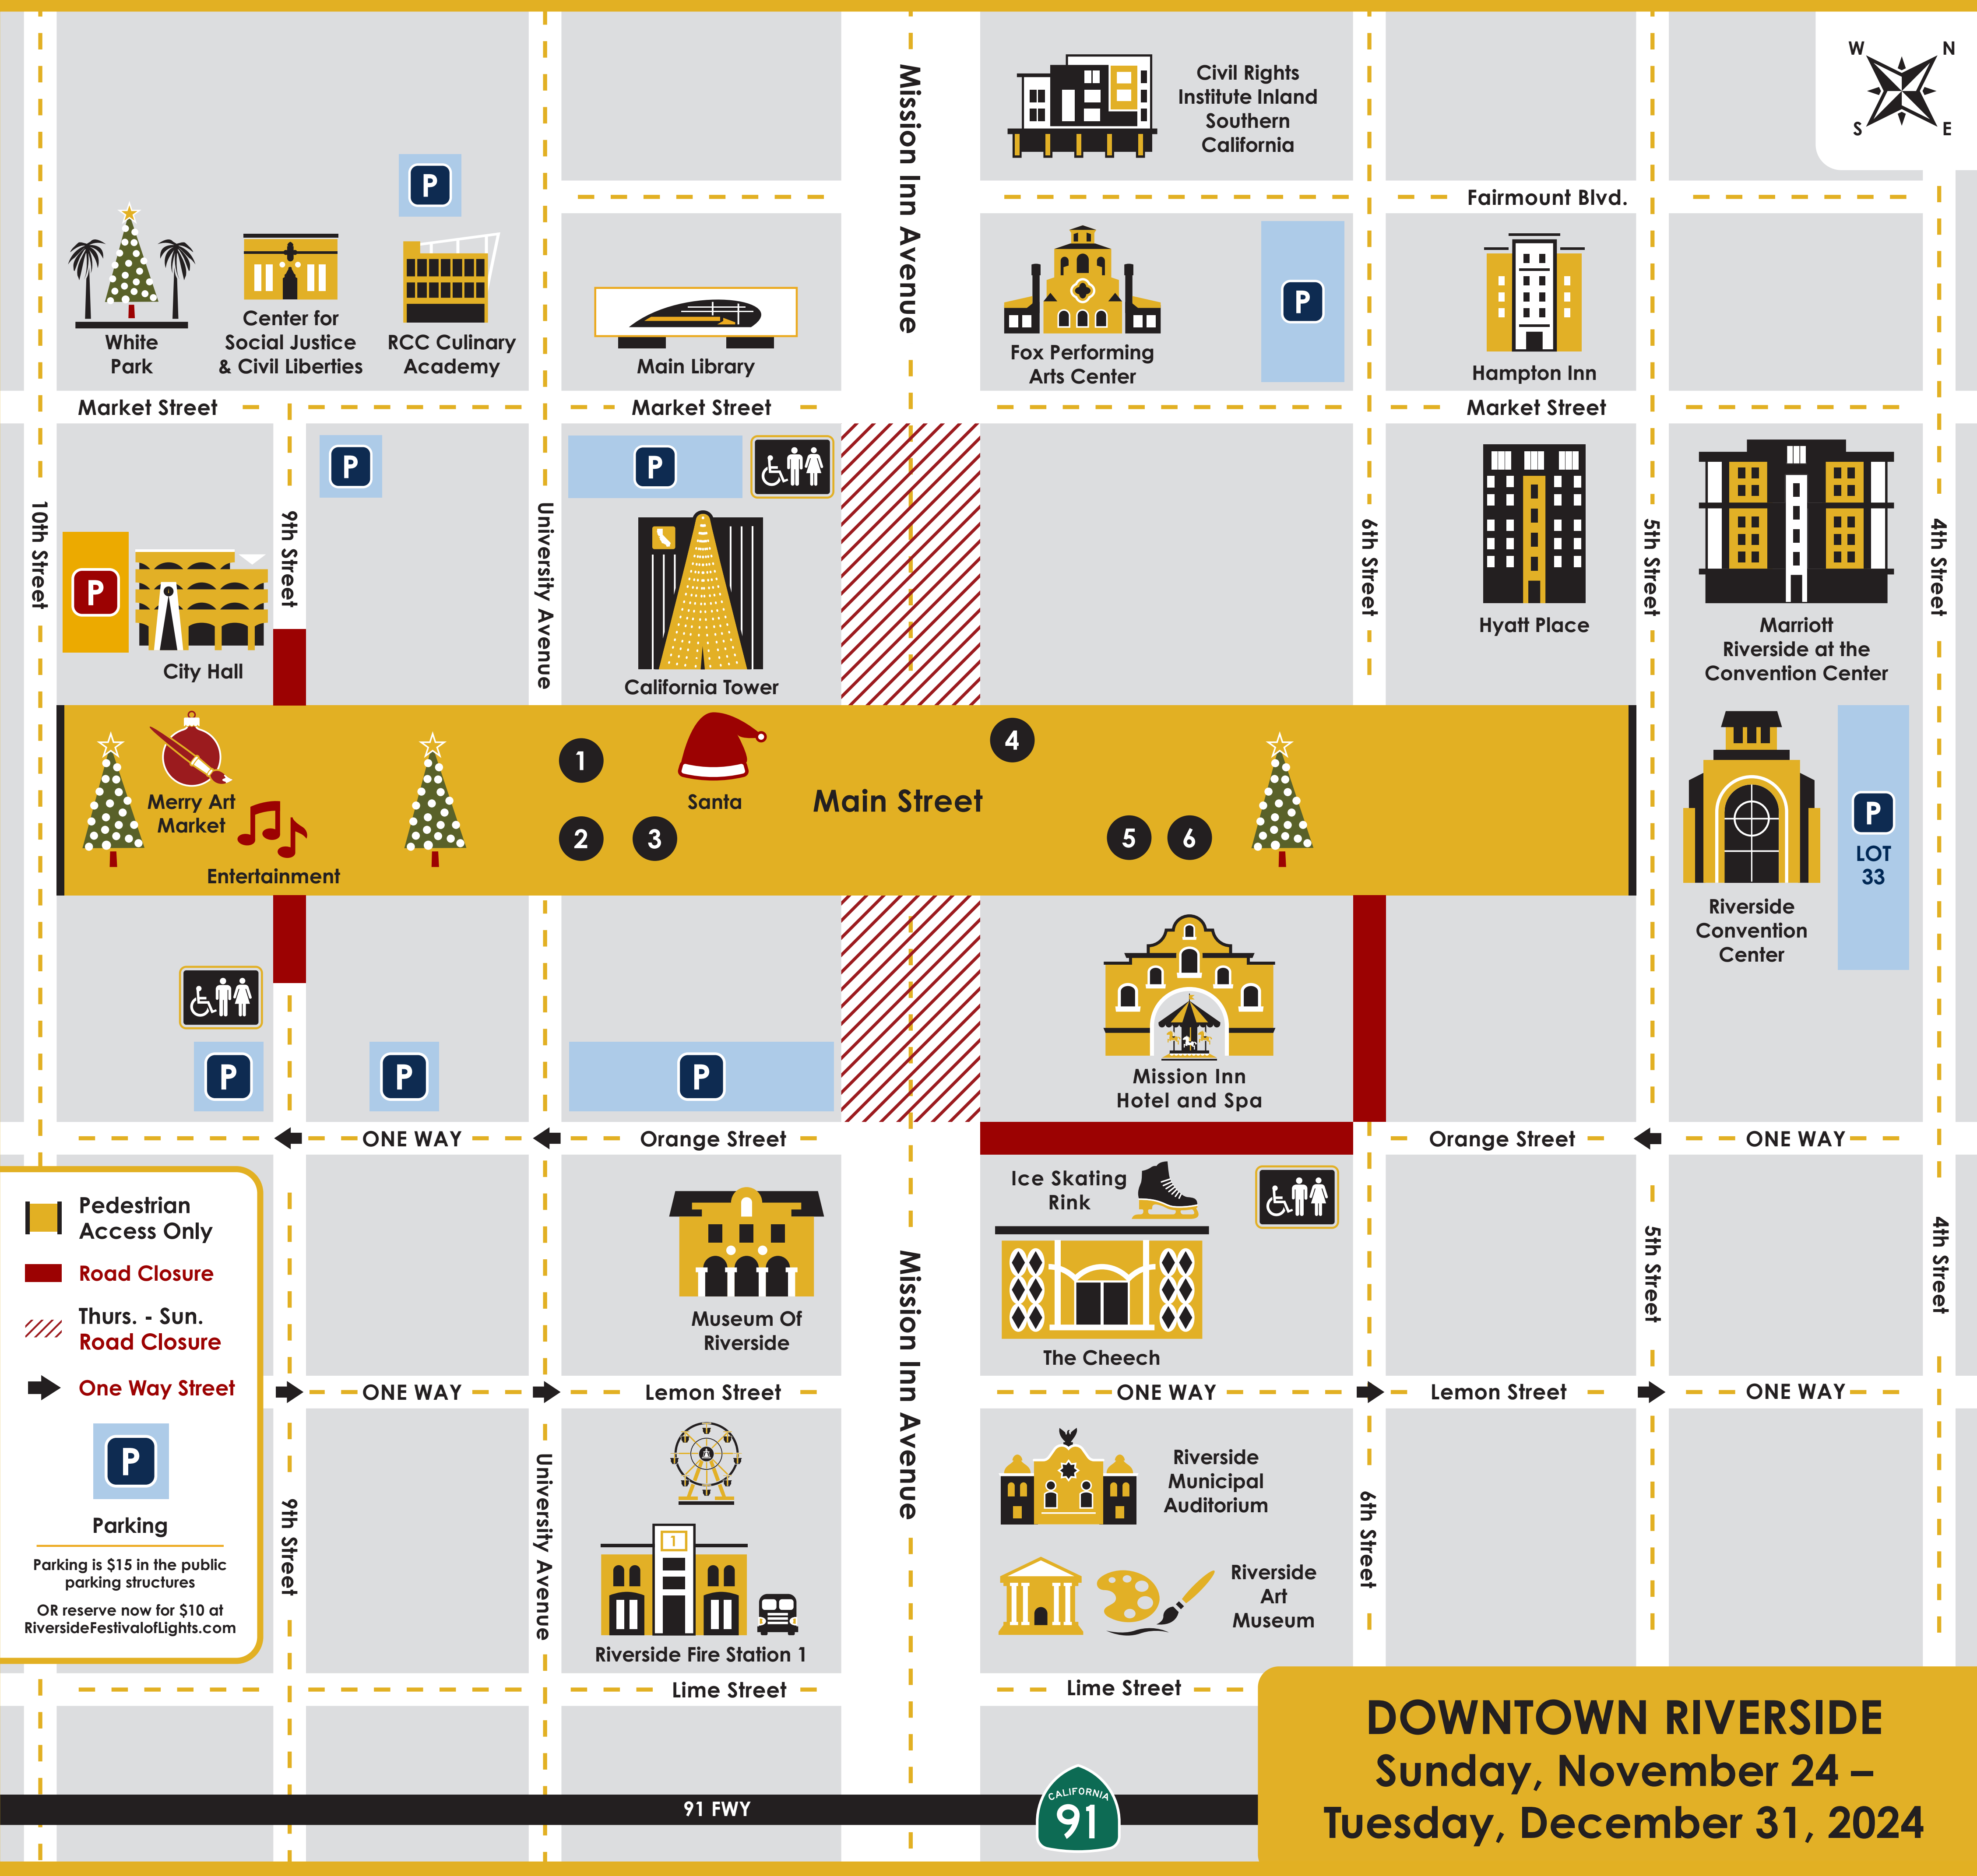 W
N
S
E
Mission Inn Avenue
Civil Rights
Institute Inland
Southern
California
Fairmount Blvd.
P
White
Park
Center for
Social Justice
& Civil Liberties
RCC Culinary
Academy
Main Library
Fox Performing
Arts Center
P
Hampton Inn
Market Street
Market Street
Market Street
P
P
10th Street
9th Street
University Avenue
6th Street
5th Street
4th Street
P
City Hall
California Tower
Hyatt Place
Marriott
Riverside at the
Convention Center
Merry Art
Market
Entertainment
1
2
3
Santa
Main Street
4
5
6
P
LOT
33
Riverside
Convention
Center
P
P
P
Mission Inn
Hotel and Spa
ONE WAY
Orange Street
Orange Street
ONE WAY
Ice Skating
Rink
Museum Of
Riverside
Mission Inn Avenue
The Cheech
5th Street
4th Street
Pedestrian
Access Only
Road Closure
Thurs. - Sun.
Road Closure
One Way Street
P
Parking
Parking is $15 in the public
parking structures
OR reserve now for $10 at
RiversideFestivalofLights.com
ONE WAY
Lemon Street
ONE WAY
Lemon Street
ONE WAY
9th Street
University Avenue
6th Street
1
Riverside Fire Station 1
Riverside
Municipal
Auditorium
Riverside
Art
Museum
Lime Street
Lime Street
91 FWY
CALIFORNIA
91
DOWNTOWN RIVERSIDE
Sunday, November 24 –
Tuesday, December 31, 2024